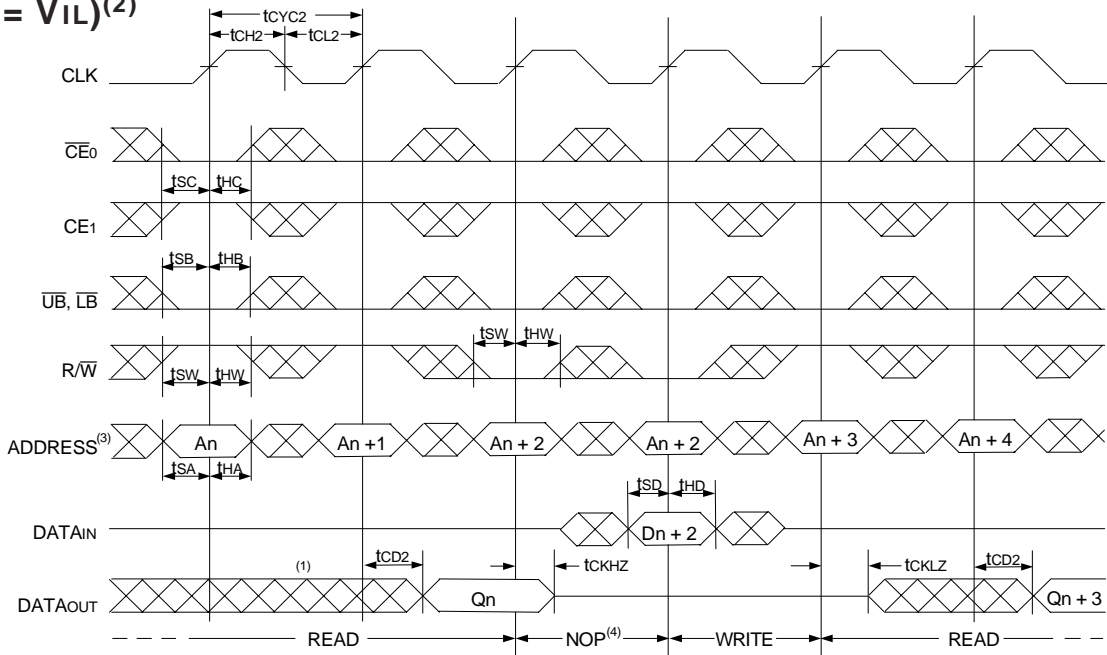 = VIL)(2)
tCYC2
tCH2 tCL2
CLK
CE0
tSC tHC
CE1
tSB tHB
UB, LB
tSW tHW
R/W
tSW tHW
ADDRESS(3) An An +1 An + 2 An + 2 An + 3 An + 4
tSA tHA
tSD tHD
DATAIN Dn + 2
(1) tCD2 tCKHZ tCKLZ tCD2
DATAOUT Qn Qn + 3
READ NOP(4) WRITE READ